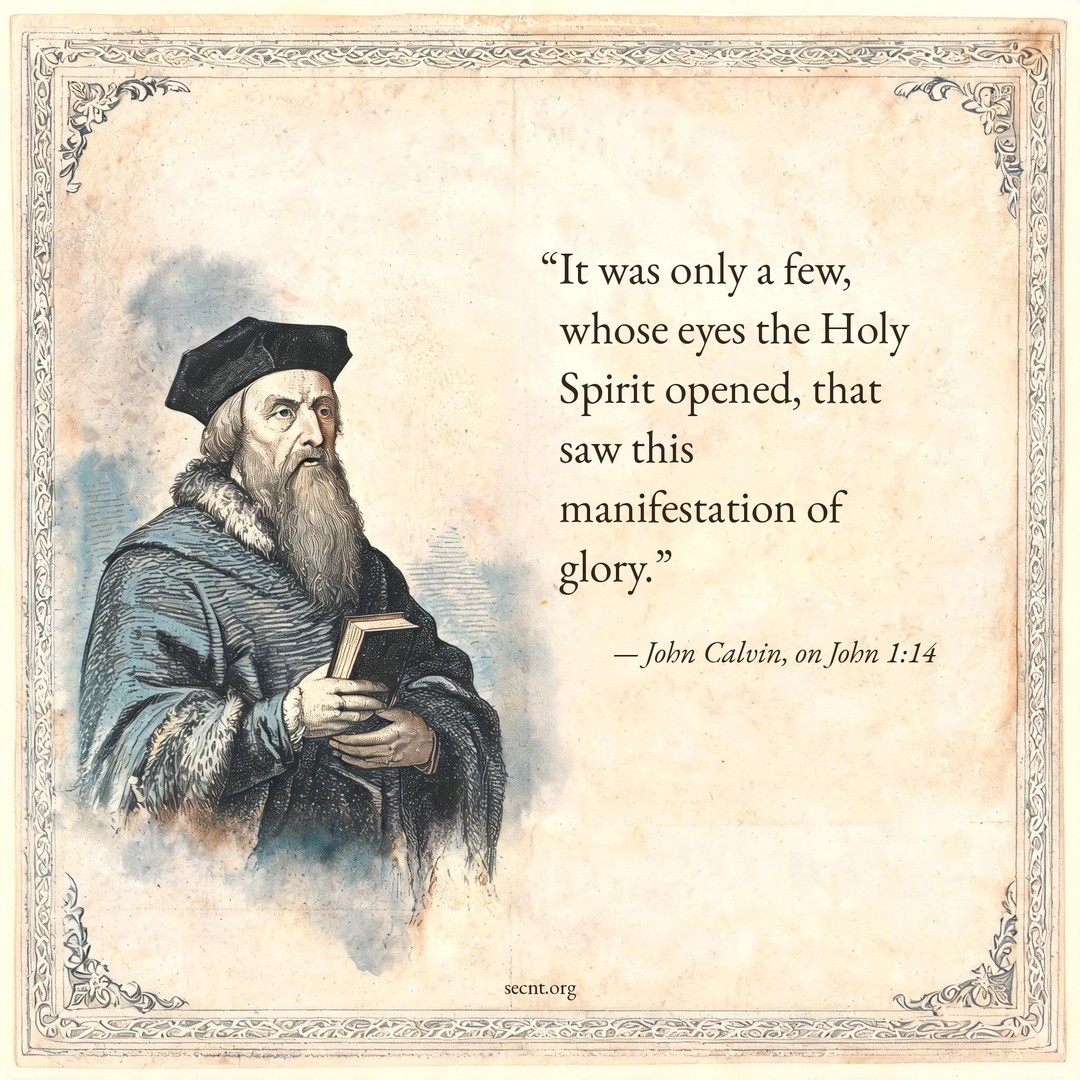 “It was only a few,
whose eyes the Holy
Spirit opened, that
saw this
manifestation of
glory.”
— John Calvin, on John 1:14
secnt.org